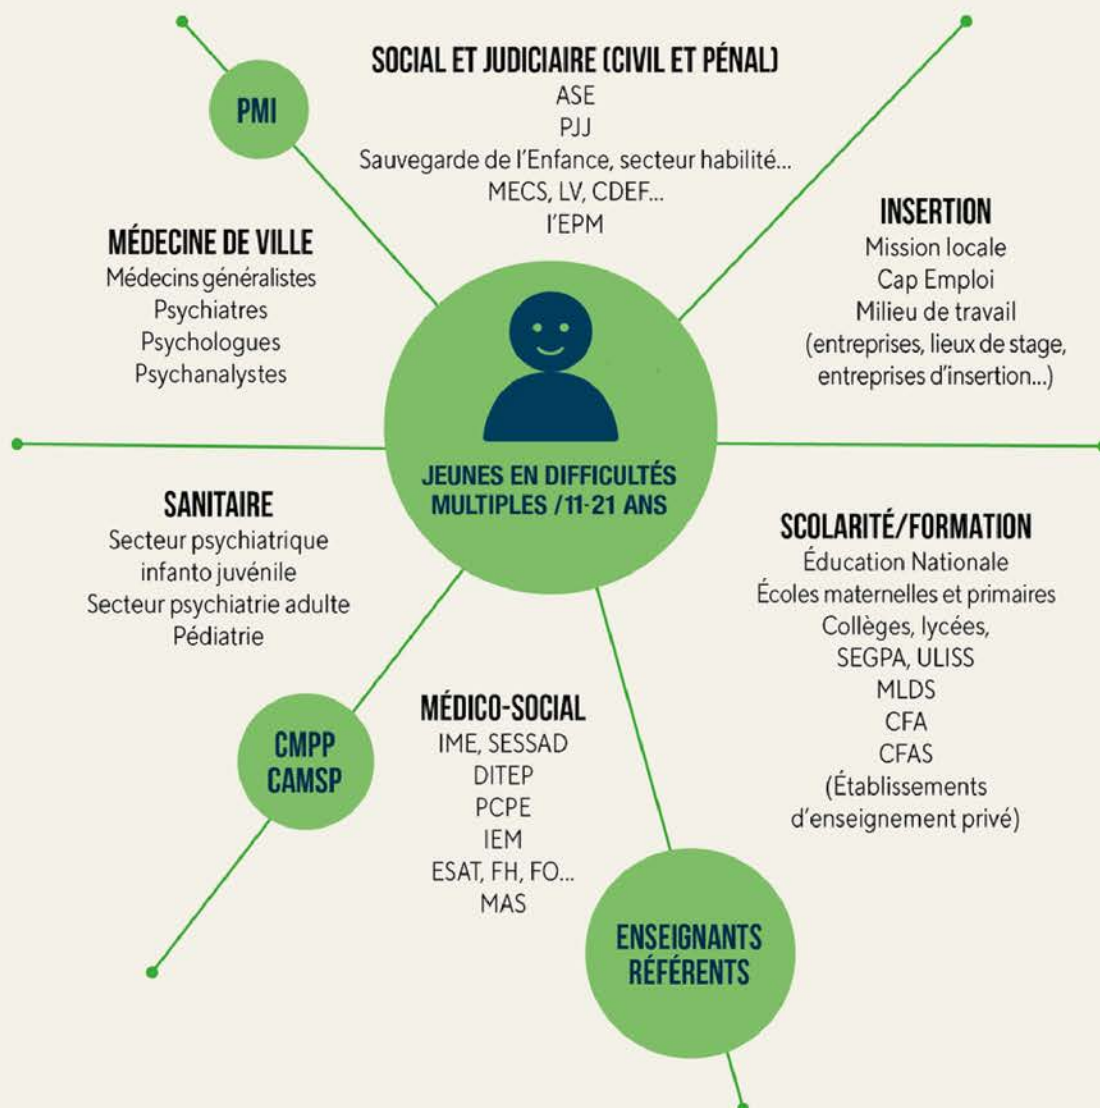 PMI
SOCIAL ET JUDICIAIRE (CIVIL ET PÉNAL)
ASE
PJJ
Sauvegarde de l'Enfance, secteur habilité...
MECS, LV, CDEF...
l'EPM
INSERTION
Mission locale
Cap Emploi
Milieu de travail
(entreprises, lieux de stage,
entreprises d'insertion...)
MÉDECINE DE VILLE
Médecins généralistes
Psychiatres
Psychologues
Psychanalystes
JEUNES EN DIFFICULTÉS
MULTIPLES /11-21 ANS
SANITAIRE
Secteur psychiatrique
infanto juvénile
Secteur psychiatrie adulte
Pédiatrie
SCOLARITÉ/FORMATION
Éducation Nationale
Écoles maternelles et primaires
Collèges, lycées,
SEGPA, ULISS
MLDS
CFA
CFAS
(Établissements
d'enseignement privé)
CMPP
CAMSP
MÉDICO-SOCIAL
IME, SESSAD
DITEP
PCPE
IEM
ESAT, FH, FO...
MAS
ENSEIGNANTS
RÉFÉRENTS